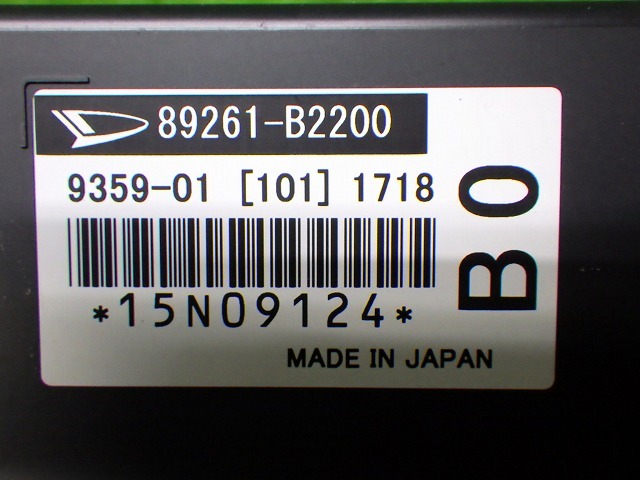 89261-B2200
9359-01 [101] 1718
*15N09124*
MADE IN JAPAN
B0